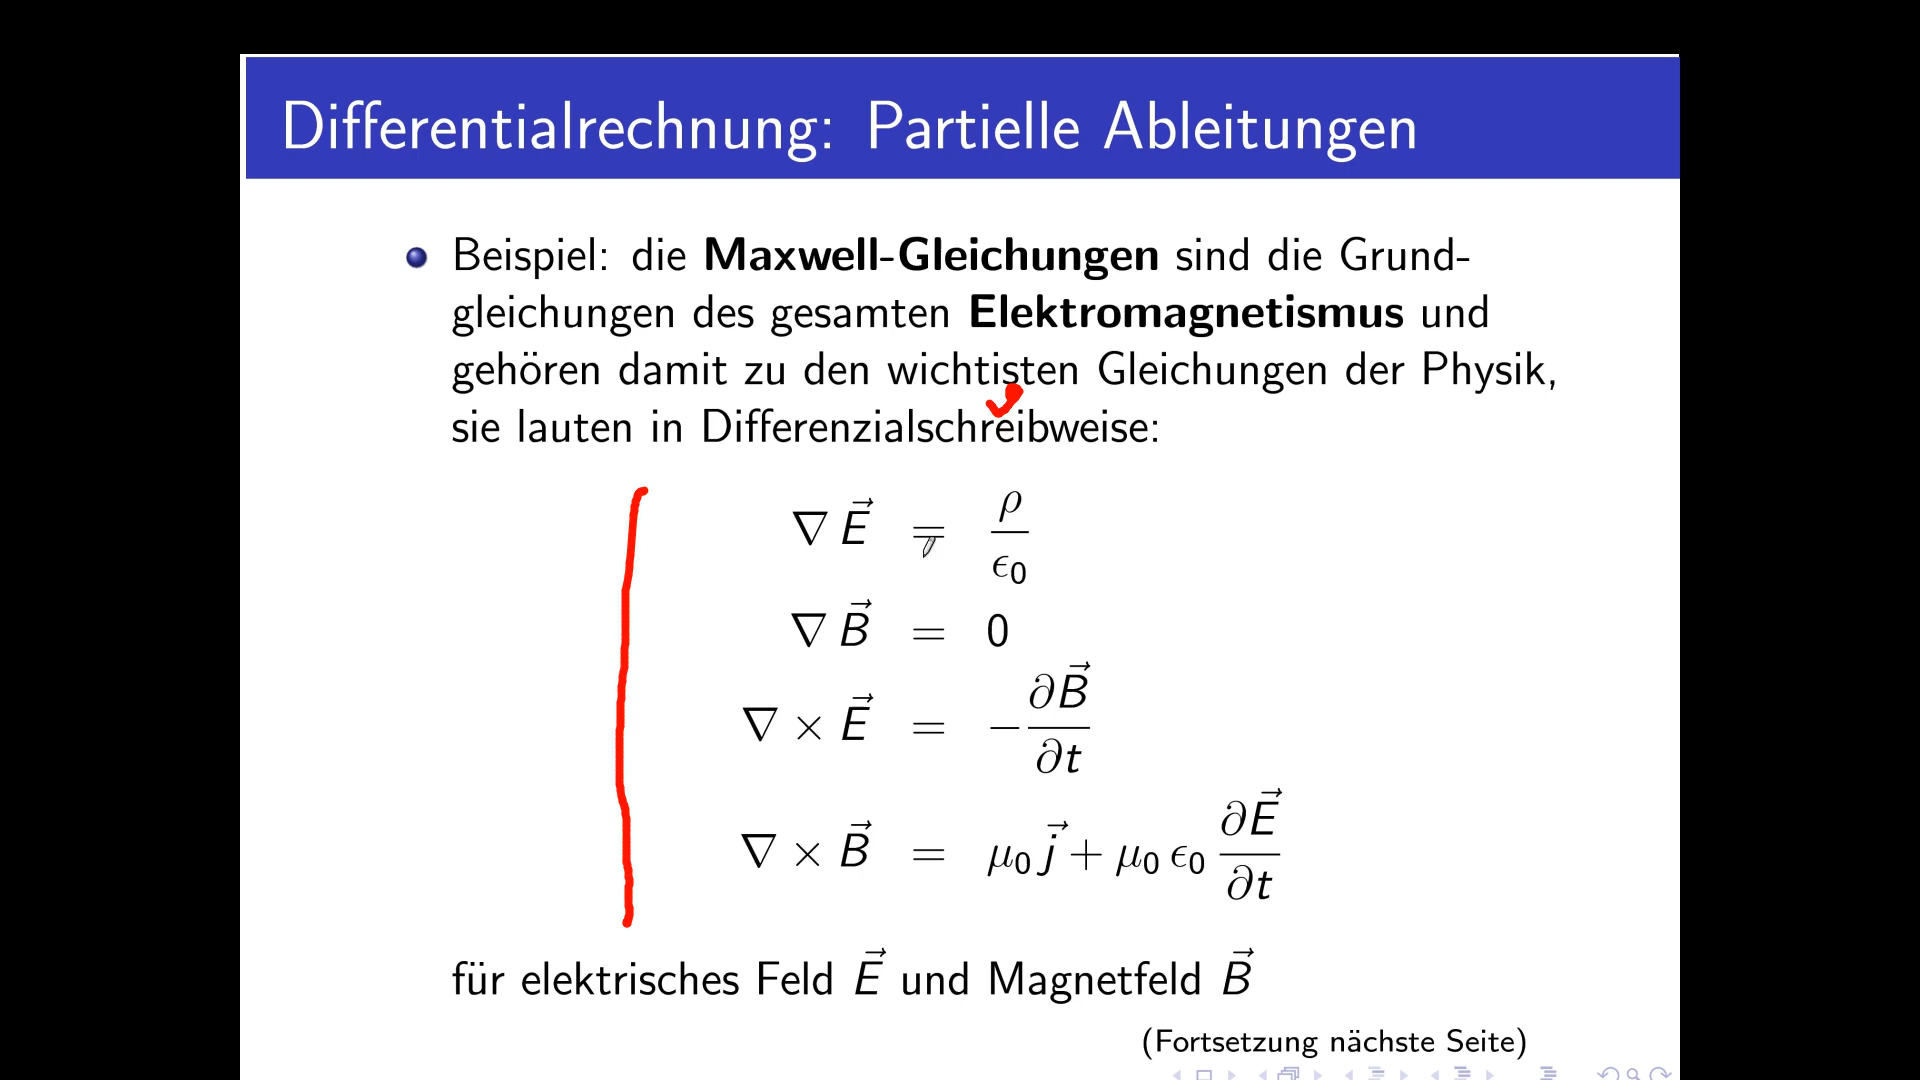 Differentialrechnung: Partielle Ableitungen
Beispiel: die Maxwell-Gleichungen sind die Grund-
gleichungen des gesamten Elektromagnetismus und
gehören damit zu den wichtisten Gleichungen der Physik,
sie lauten in Differenzialschreibweise:
∇ E⃗ = ρ/ϵ₀
∇ B⃗ = 0
∇ × E⃗ = −∂B⃗/∂t
∇ × B⃗ = μ₀ j⃗ + μ₀ ϵ₀ ∂E⃗/∂t
für elektrisches Feld E⃗ und Magnetfeld B⃗
(Fortsetzung nächste Seite)